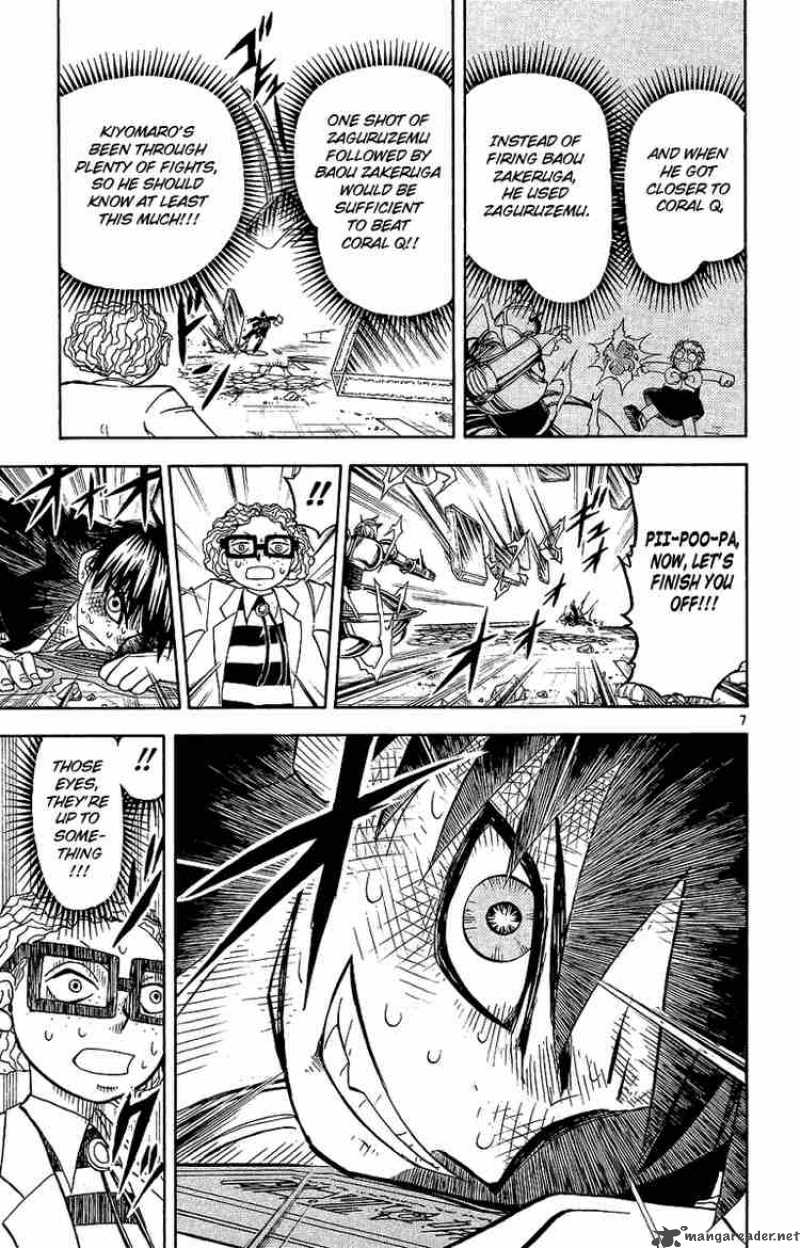 AND WHEN
HE GOT
CLOSER TO
CORAL Q,
INSTEAD OF
FIRING BAOU
ZAKERUGA,
HE USED
ZAGURUZEMU.
ONE SHOT OF
ZAGURUZEMU
FOLLOWED BY
BAOU ZAKERUGA
WOULD BE
SUFFICIENT
TO BEAT
CORAL Q!!
KIYOMARO'S
BEEN THROUGH
PLENTY OF FIGHTS,
SO HE SHOULD
KNOW AT LEAST
THIS MUCH!!!
PII-POO-PA,
NOW, LET'S
FINISH YOU
OFF!!!
!!
7
!!
THOSE
EYES,
THEY'RE
UP TO
SOME-
THING
!!!
mangareader.net